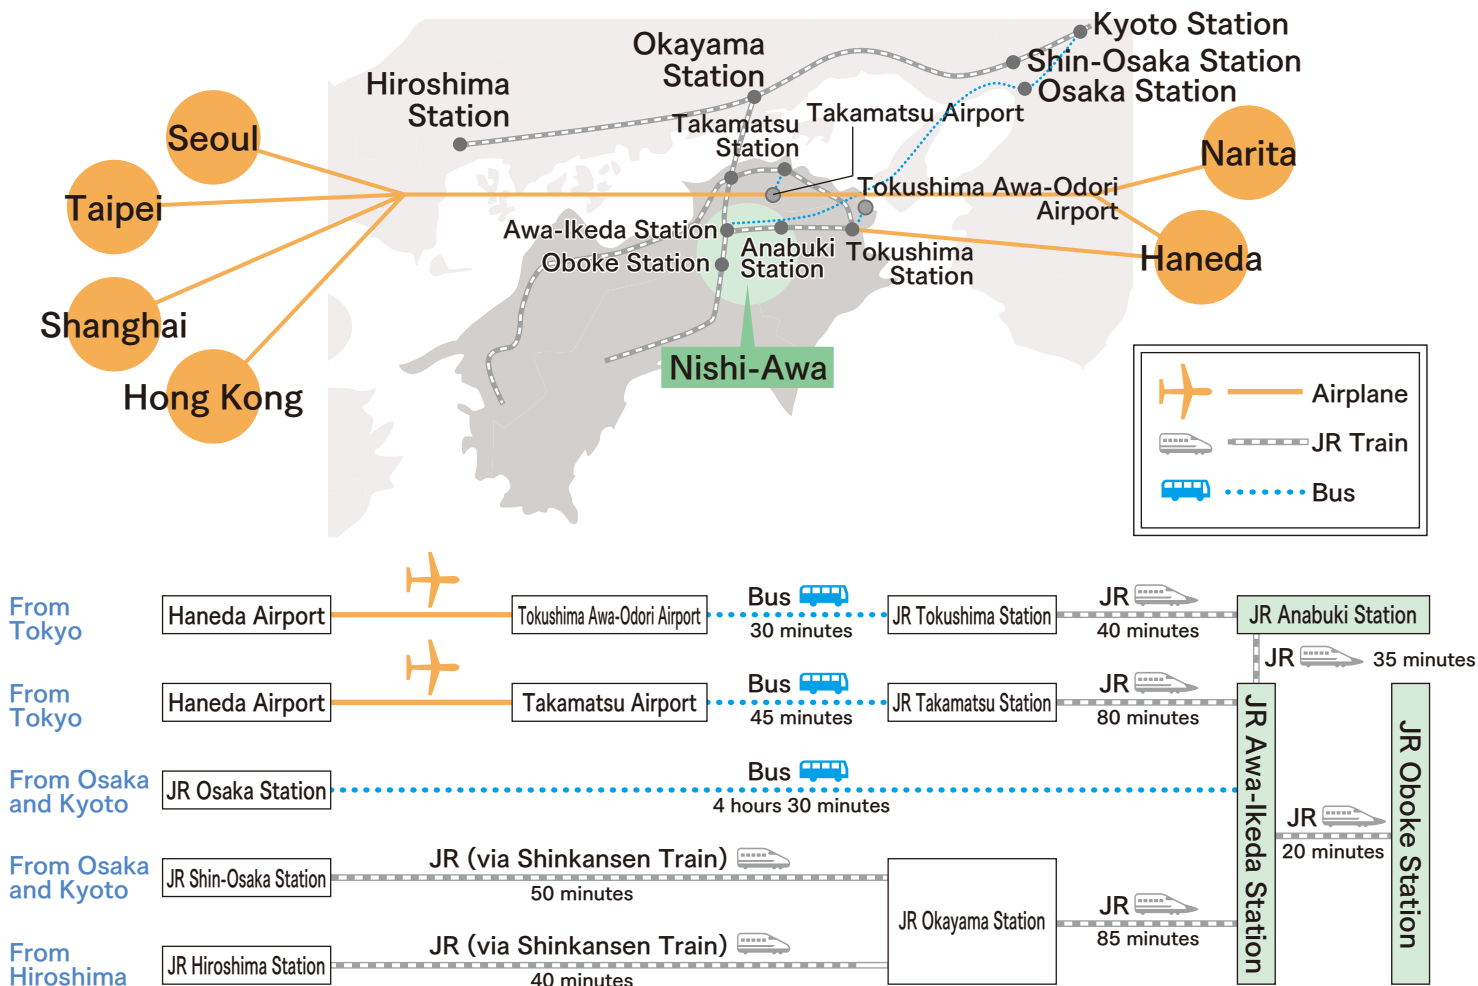 Kyoto Station
Okayama
Station
Shin-Osaka Station
Osaka Station
Hiroshima
Station
Takamatsu Airport
Takamatsu
Station
Seoul
Narita
Taipei
Tokushima Awa-Odori
Airport
Awa-Ikeda Station
Anabuki
Station
Tokushima
Station
Oboke Station
Haneda
Shanghai
Hong Kong
Nishi-Awa
Airplane
JR Train
Bus
From
Tokyo
Haneda Airport
Tokushima Awa-Odori Airport
Bus
30 minutes
JR Tokushima Station
JR
40 minutes
JR Anabuki Station
JR
35 minutes
From
Tokyo
Haneda Airport
Takamatsu Airport
Bus
45 minutes
JR Takamatsu Station
JR
80 minutes
JR Awa-Ikeda Station
JR
20 minutes
JR Oboke Station
From Osaka
and Kyoto
JR Osaka Station
Bus
4 hours 30 minutes
From Osaka
and Kyoto
JR Shin-Osaka Station
JR (via Shinkansen Train)
50 minutes
JR Okayama Station
JR
85 minutes
From
Hiroshima
JR Hiroshima Station
JR (via Shinkansen Train)
40 minutes